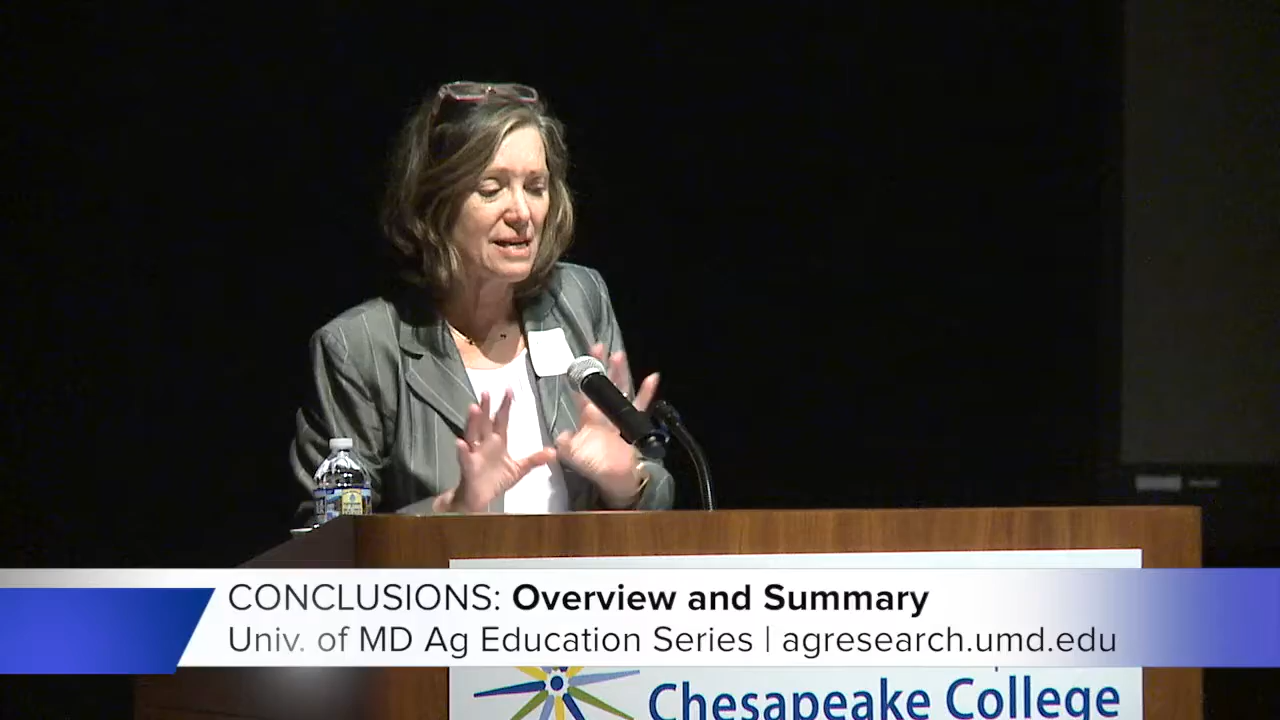 CONCLUSIONS: Overview and Summary
Univ. of MD Ag Education Series | agresearch.umd.edu
Chesapeake College